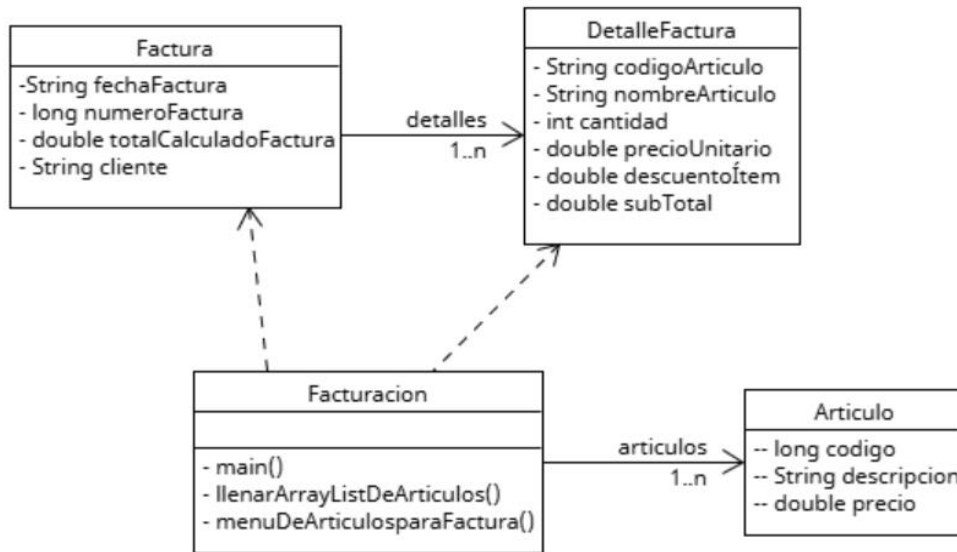 Factura
-String fechaFactura
- long numeroFactura
- double totalCalculadoFactura
- String cliente
detalles
1..n
DetalleFactura
- String codigoArticulo
- String nombreArticulo
- int cantidad
- double precioUnitario
- double descuentoÍtem
- double subTotal
Facturacion
- main()
- llenarArrayListDeArticulos()
- menuDeArticulosparaFactura()
articulos
1..n
Articulo
-- long codigo
-- String descripcion
-- double precio